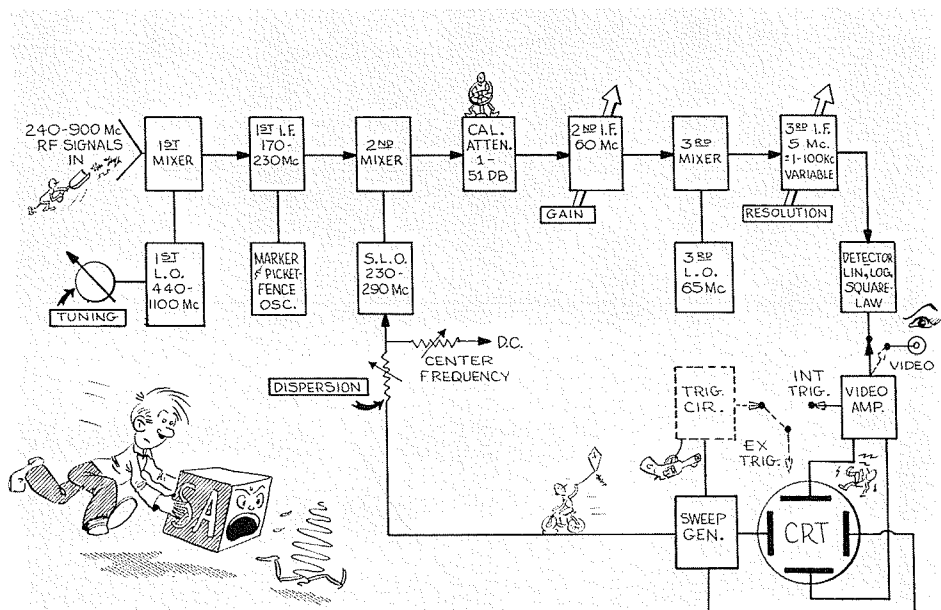 240-900 Mc
RF SIGNALS
IN
1ST
MIXER
1ST I.F.
170-
230Mc
2ND
MIXER
CAL.
ATTEN.
1-
51 DB
2ND I.F.
60 Mc
GAIN
3RD
MIXER
3RD I.F.
5 Mc.
±1-100KC
VARIABLE
RESOLUTION
TUNING
1ST
L.O.
440-
1100 Mc
MARKER
& PICKET-
FENCE
OSC.
S.L.O.
230-
290 Mc
3RD
L.O.
65Mc
DETECTOR
LIN, LOG,
SQUARE-
LAW
VIDEO
D.C.
CENTER
FREQUENCY
DISPERSION
TRIG.
CIR.
INT
TRIG.
VIDEO
AMP.
EX
TRIG.
SA
SWEEP
GEN.
CRT